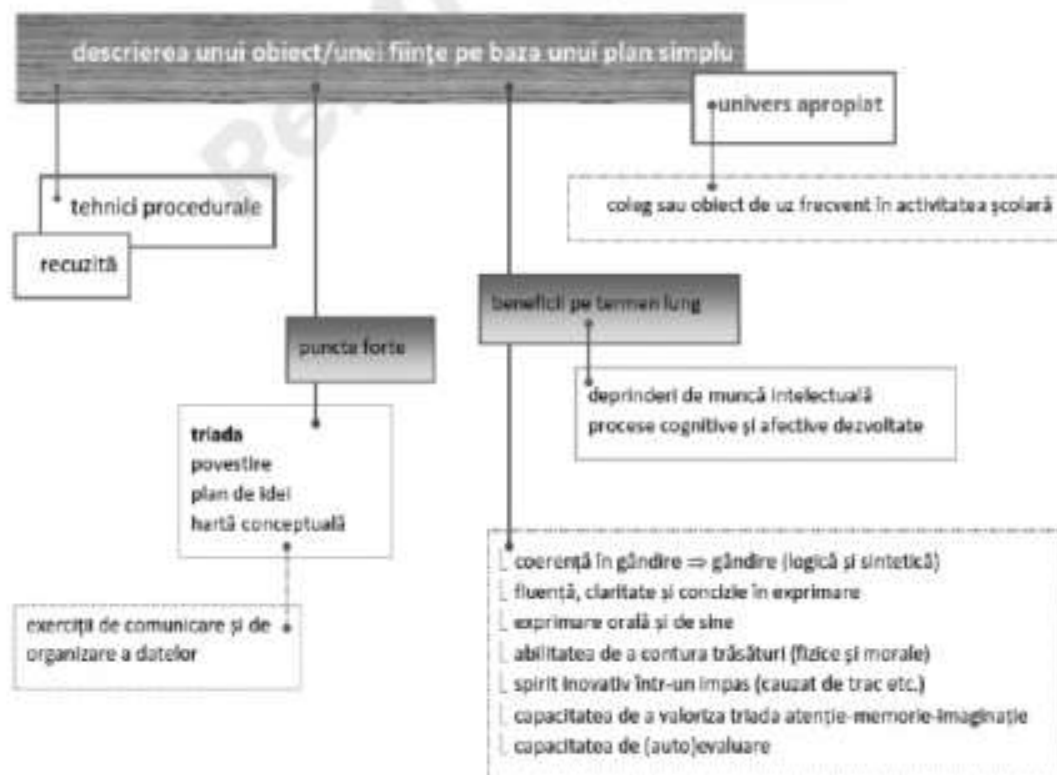 descrierea unui obiect/unei ființe pe baza unui plan simplu
univers apropiat
coleg sau obiect de uz frecvent în activitatea școlară
tehnici procedurale
recuzită
beneficii pe termen lung
puncte forte
deprinderi de muncă intelectuală
procese cognitive și afective dezvoltate
triada
povestire
plan de idei
hartă conceptuală
exerciții de comunicare și de
organizare a datelor
coerență în gândire ⇒ gândire (logică și sintetică)
fluență, claritate și concizie în exprimare
exprimare orală și de sine
abilitatea de a contura trăsături (fizice și morale)
spirit inovativ într-un impas (cauzat de trac etc.)
capacitatea de a valoriza triada atenție-memorie-imaginație
capacitatea de (auto)evaluare